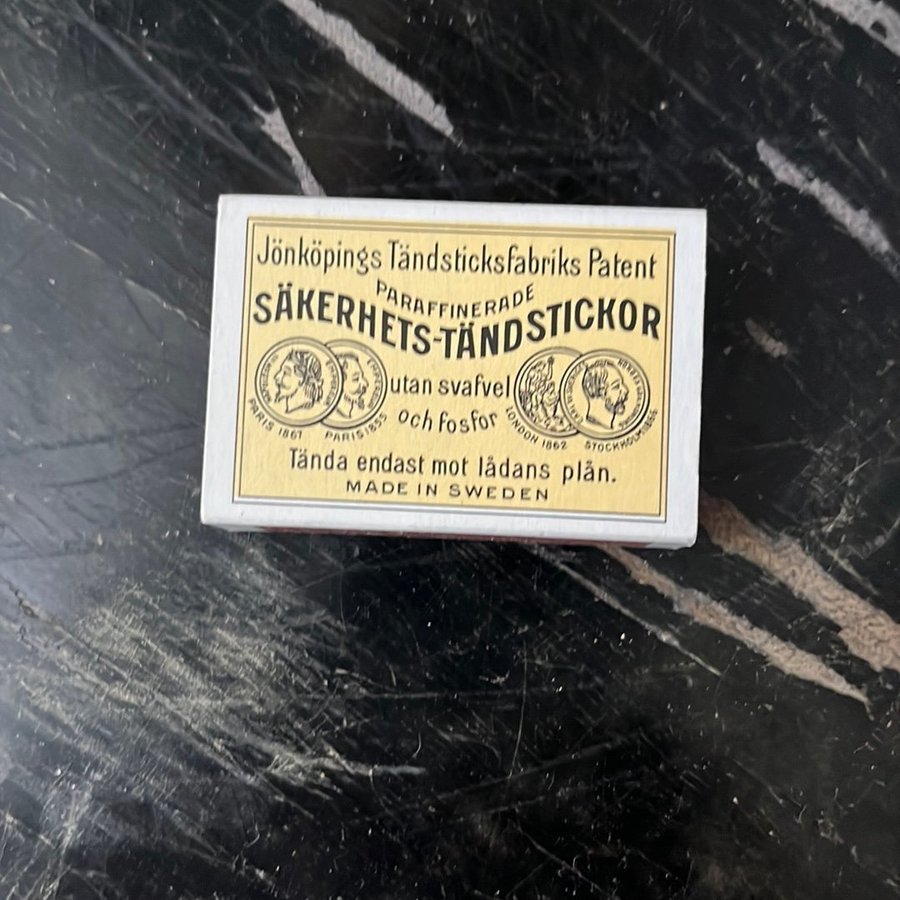 Jönköpings Tändsticksfabriks Patent
PARAFFINERADE
SÄKERHETS-TÄNDSTICKOR
utan svafvel
och fosfor
PARIS 1867
PARIS 1855
LONDON 1862
STOCKHOLM 1866
Tända endast mot lådans plån.
MADE IN SWEDEN